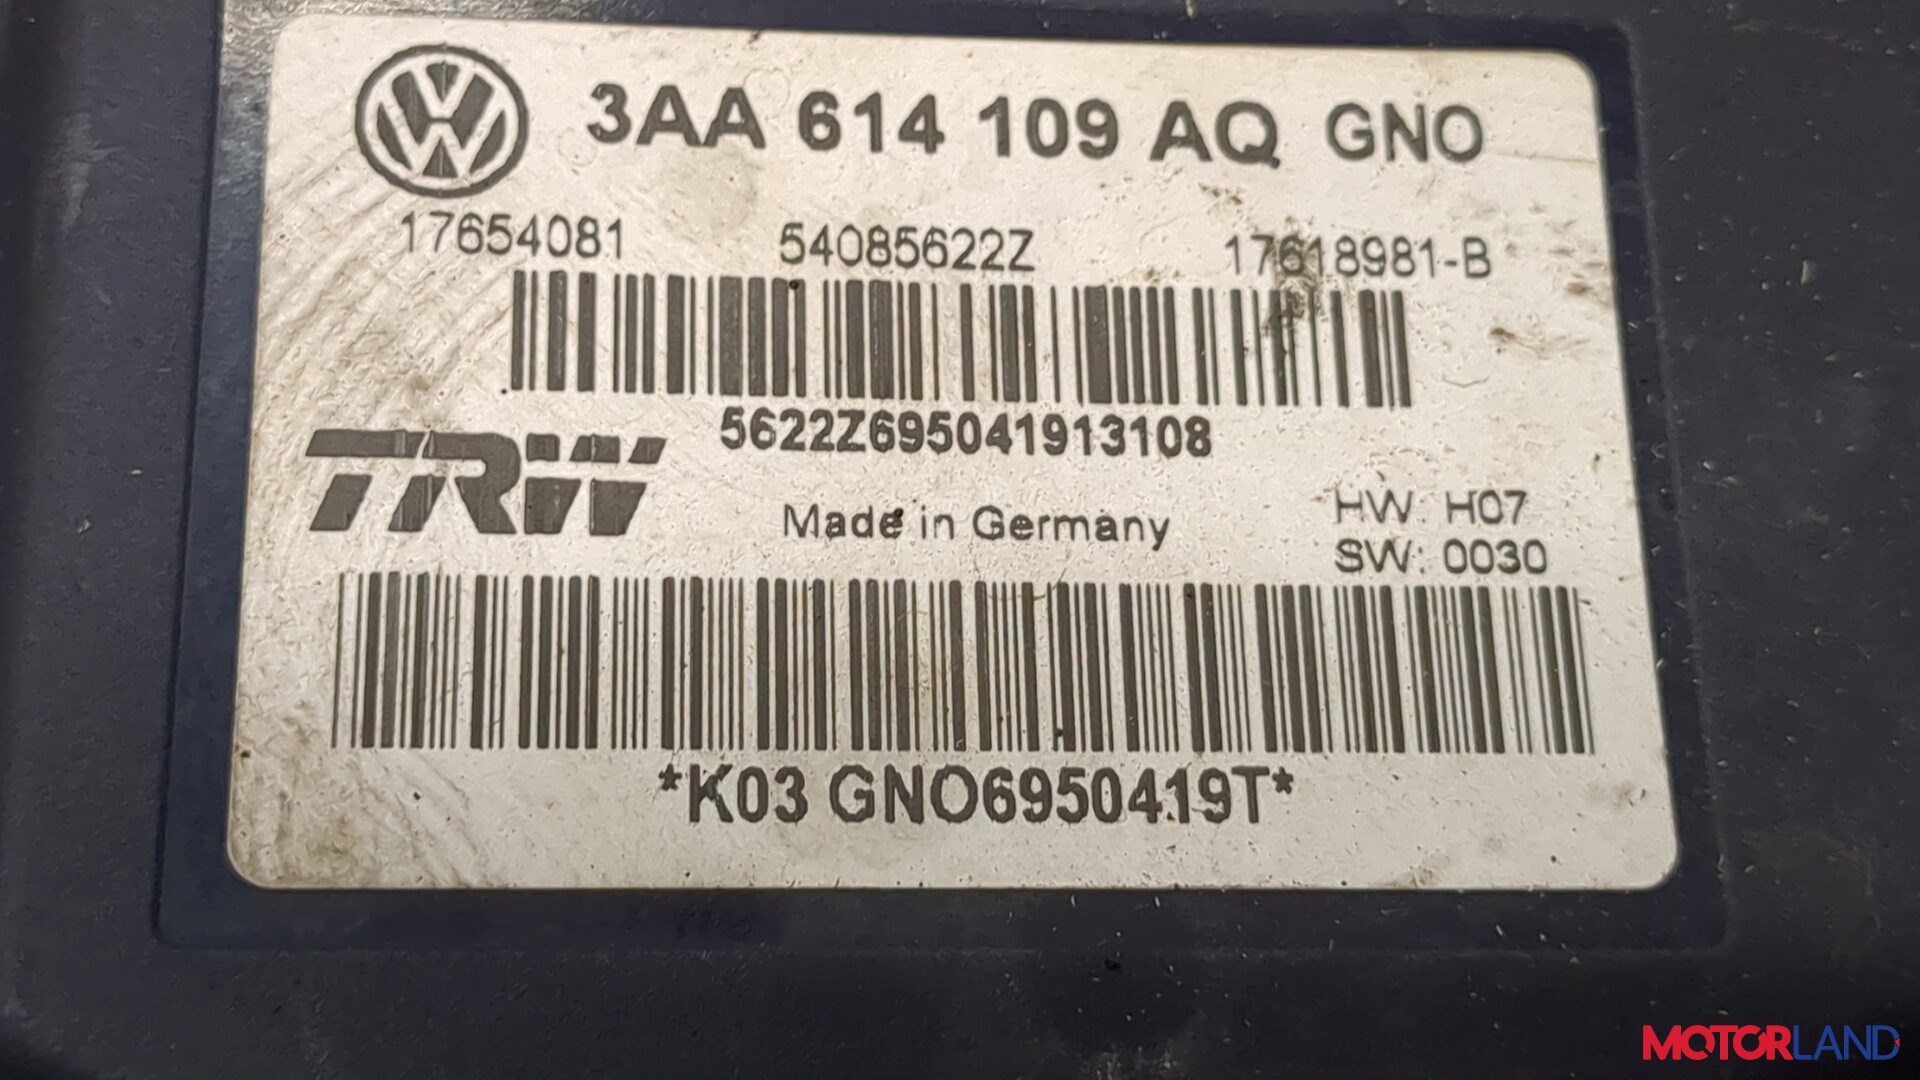 3AA 614 109 AQ GNO
17654081 54085622Z 17618981-B
5622Z695041913108
TRW
Made in Germany
HW: H07
SW: 0030
*K03 GNO6950419T*
MOTORLAND